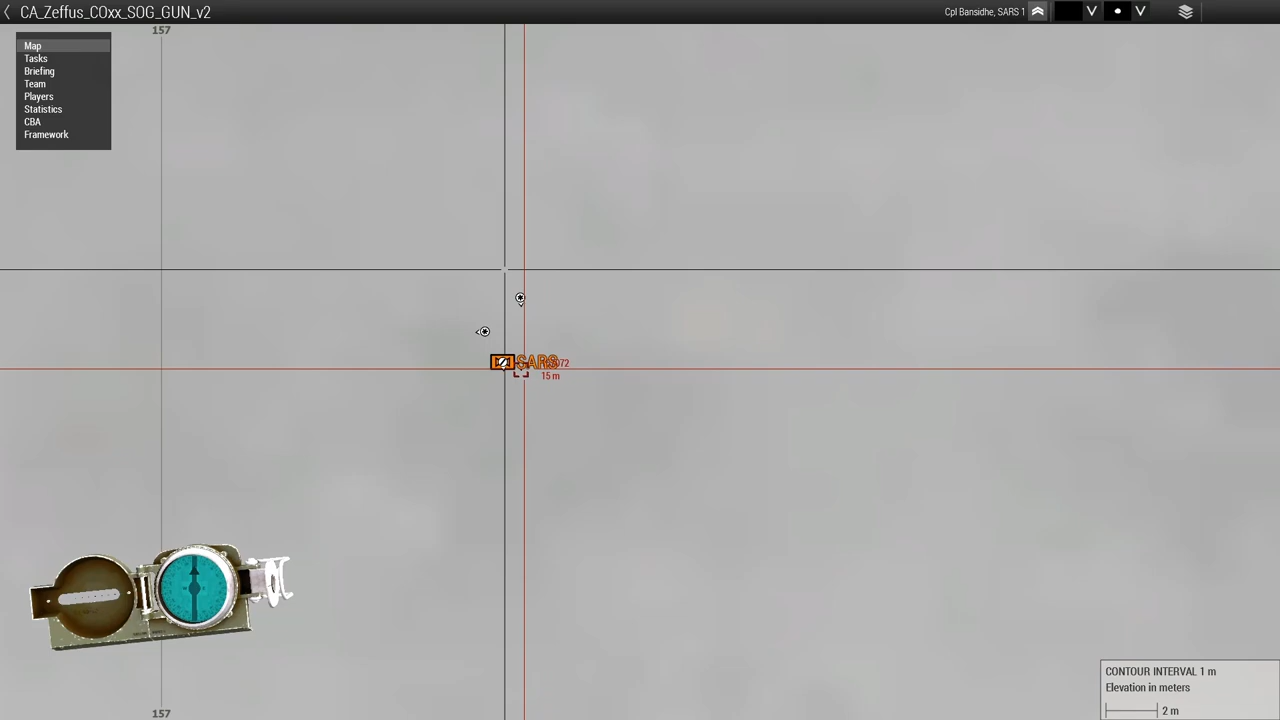 CA_Zeffus_COxx_SOG_GUN_v2
Cpl Bansidhe, SARS 1
157
Map
Tasks
Briefing
Team
Players
Statistics
CBA
Framework
SARS
072
15 m
CONTOUR INTERVAL 1 m
Elevation in meters
2 m
157